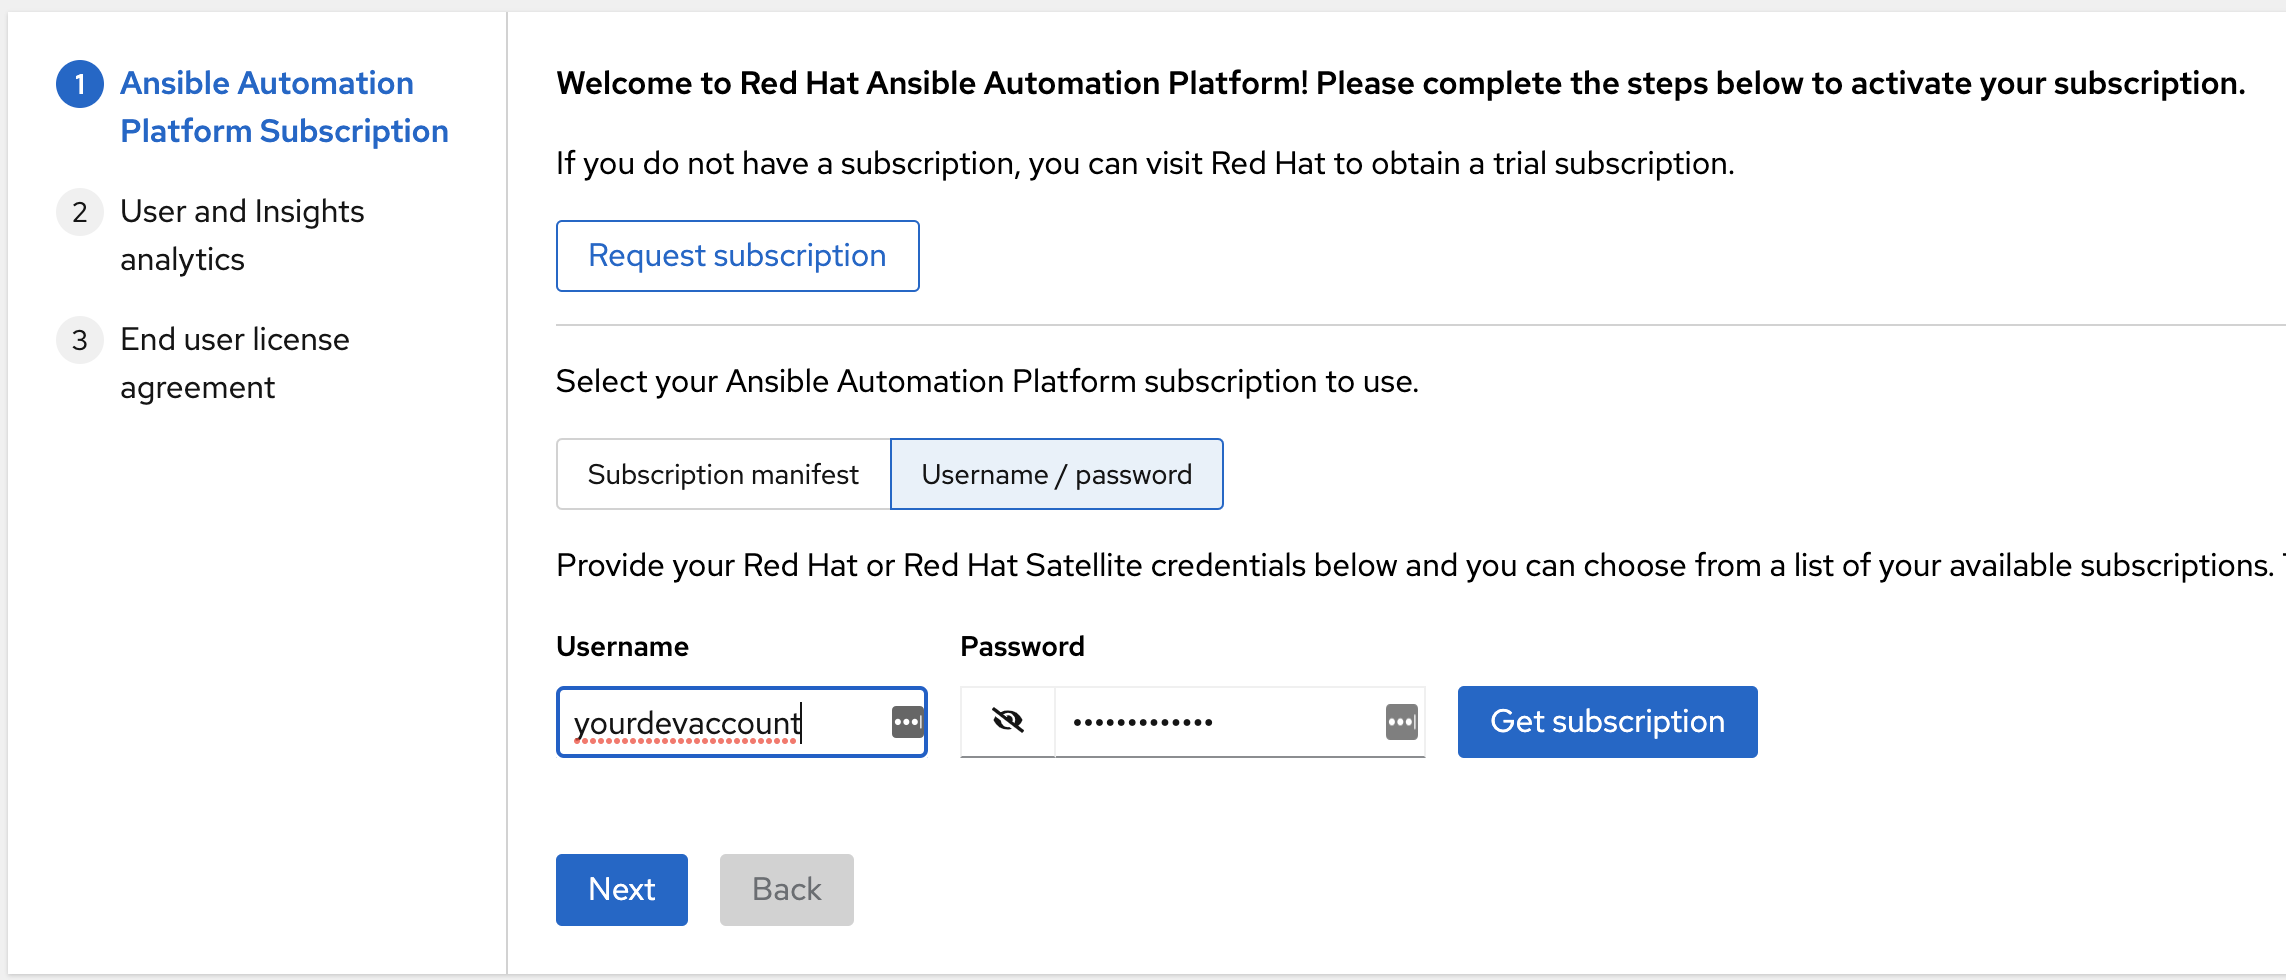 1
Ansible Automation
Platform Subscription
2
User and Insights
analytics
3
End user license
agreement
Welcome to Red Hat Ansible Automation Platform! Please complete the steps below to activate your subscription.
If you do not have a subscription, you can visit Red Hat to obtain a trial subscription.
Request subscription
Select your Ansible Automation Platform subscription to use.
Subscription manifest
Username / password
Provide your Red Hat or Red Hat Satellite credentials below and you can choose from a list of your available subscriptions.
Username
Password
yourdevaccount
•••••••••••••
Get subscription
Next
Back